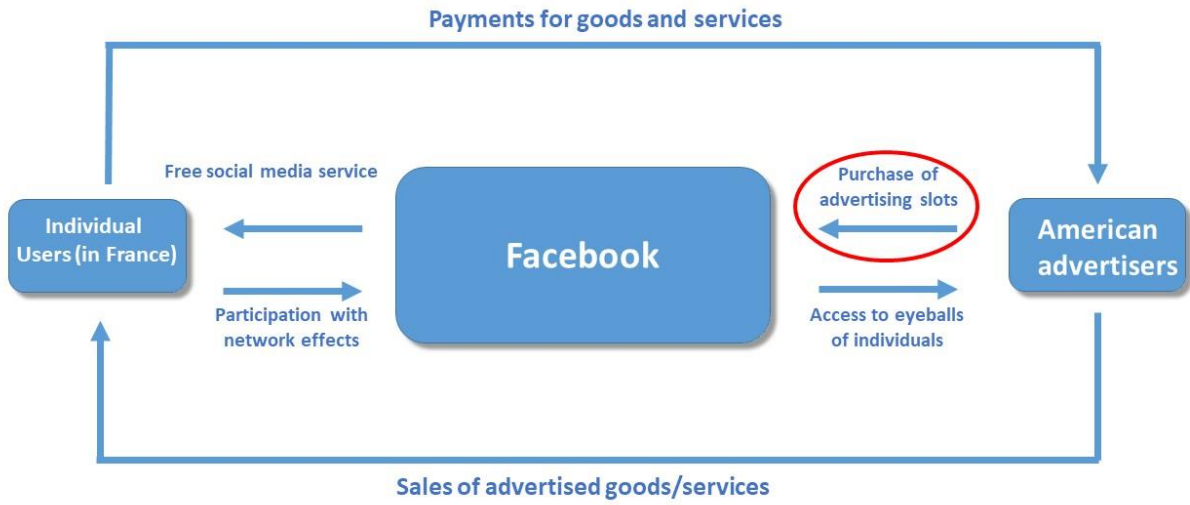 Payments for goods and services
Free social media service
Purchase of
advertising slots
Individual
Users (in France)
Facebook
American
advertisers
Participation with
network effects
Access to eyeballs
of individuals
Sales of advertised goods/services